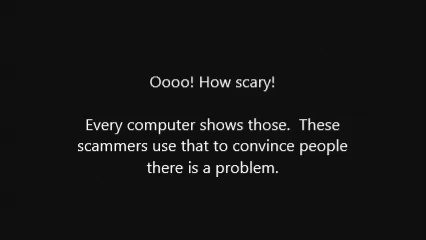 Oooo! How scary!
Every computer shows those.  These
scammers use that to convince people
there is a problem.